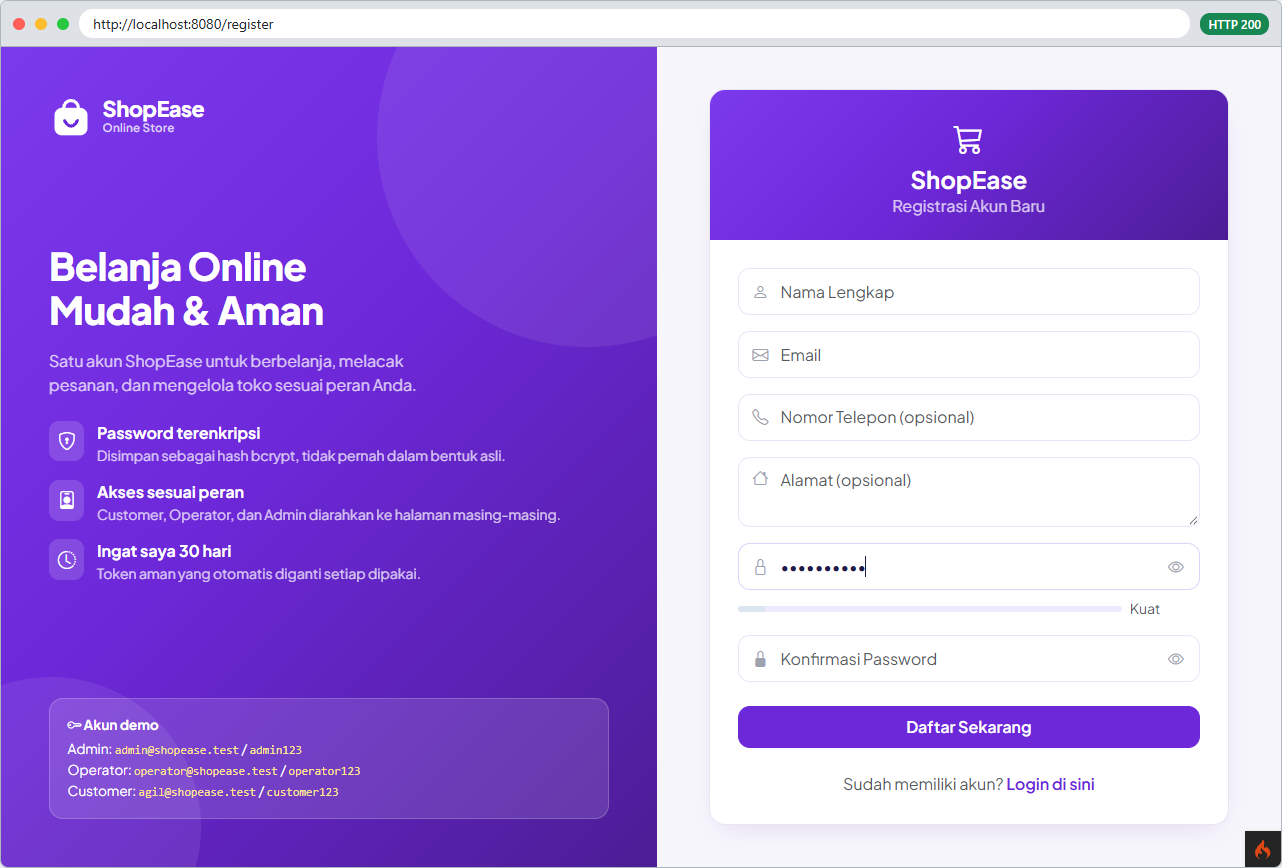 http://localhost:8080/register
HTTP 200
ShopEase
Online Store
Belanja Online
Mudah & Aman
Satu akun ShopEase untuk berbelanja, melacak
pesanan, dan mengelola toko sesuai peran Anda.
Password terenkripsi
Disimpan sebagai hash bcrypt, tidak pernah dalam bentuk asli.
Akses sesuai peran
Customer, Operator, dan Admin diarahkan ke halaman masing-masing.
Ingat saya 30 hari
Token aman yang otomatis diganti setiap dipakai.
Akun demo
Admin: admin@shopease.test / admin123
Operator: operator@shopease.test / operator123
Customer: agil@shopease.test / customer123
ShopEase
Registrasi Akun Baru
Nama Lengkap
Email
Nomor Telepon (opsional)
Alamat (opsional)
••••••••••
Kuat
Konfirmasi Password
Daftar Sekarang
Sudah memiliki akun? Login di sini